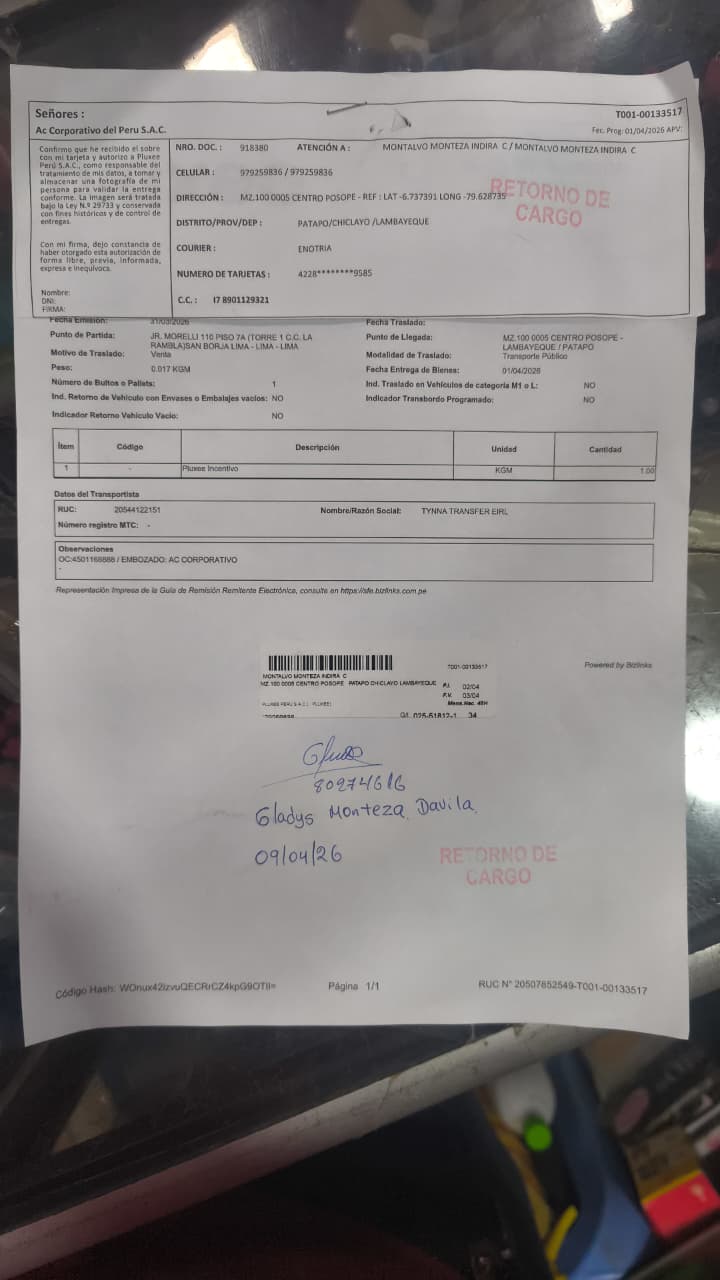 Señores :
T001-00133517
Ac Corporativo del Peru S.A.C.
Fec. Prog: 01/04/2026 APV:
Confirmo que he recibido el sobre
con mi tarjeta y autorizo a Pluxee
Perú S.A.C., como responsable del
tratamiento de mis datos, a tomar y
almacenar una fotografía de mi
persona para validar la entrega
conforme. La imagen será tratada
bajo la Ley N.º 29733 y conservada
con fines históricos y de control de
entregas.
Con mi firma, dejo constancia de
haber otorgado esta autorización de
forma libre, previa, informada,
expresa e inequívoca.
Nombre:
DNI:
FIRMA:
NRO. DOC. : 918380 ATENCIÓN A : MONTALVO MONTEZA INDIRA C / MONTALVO MONTEZA INDIRA C
CELULAR : 979259836 / 979259836
DIRECCIÓN : MZ.100 0005 CENTRO POSOPE - REF : LAT -6.737391 LONG -79.628735
RETORNO DE
CARGO
DISTRITO/PROV/DEP : PATAPO/CHICLAYO /LAMBAYEQUE
COURIER : ENOTRIA
NUMERO DE TARJETAS : 4228********9585
C.C. : I7 8901129321
Fecha Emisión: 31/03/2026 Fecha Traslado:
Punto de Partida: JR. MORELLI 110 PISO 7A (TORRE 1 C.C. LA
RAMBLA)SAN BORJA LIMA - LIMA - LIMA
Punto de Llegada: MZ.100 0005 CENTRO POSOPE -
LAMBAYEQUE / PATAPO
Motivo de Traslado: Venta Modalidad de Traslado: Transporte Público
Peso: 0.017 KGM Fecha Entrega de Bienes: 01/04/2026
Número de Bultos o Pallets: 1 Ind. Traslado en Vehículos de categoría M1 o L: NO
Ind. Retorno de Vehículo con Envases o Embalajes vacíos: NO Indicador Transbordo Programado: NO
Indicador Retorno Vehículo Vacío: NO
Ítem Código Descripción Unidad Cantidad
1 - Pluxee Incentivo KGM 1.00
Datos del Transportista
RUC: 20544122151 Nombre/Razón Social: TYNNA TRANSFER EIRL
Número registro MTC: -
Observaciones
OC:4501168888 / EMBOZADO: AC CORPORATIVO
-
Representación Impresa de la Guía de Remisión Remitente Electrónica, consulte en https://sfe.bizlinks.com.pe
T001-00133517
Powered by Bizlinks
MONTALVO MONTEZA INDIRA C
MZ.100 0005 CENTRO POSOPE PATAPO CHICLAYO LAMBAYEQUE
P.I. 02/04
P.V. 03/04
Mens.Nac. 48H
34
80274616
Gladys Monteza Davila.
09/04/26
RETORNO DE
CARGO
Código Hash: WOnux42izvuQECRrCZ4kpG9OTlI=
Página 1/1
RUC N° 20507852549-T001-00133517